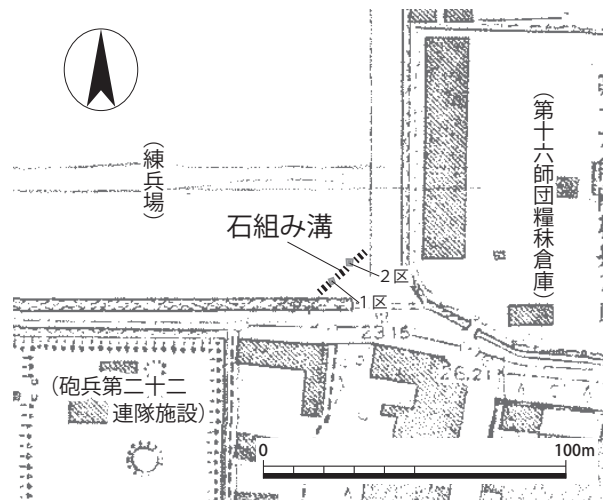 (練兵場)
(第十六師団糧秣倉庫)
石組み溝
2区
1区
23.15
26.21
(砲兵第二十二
連隊施設)
0
100m